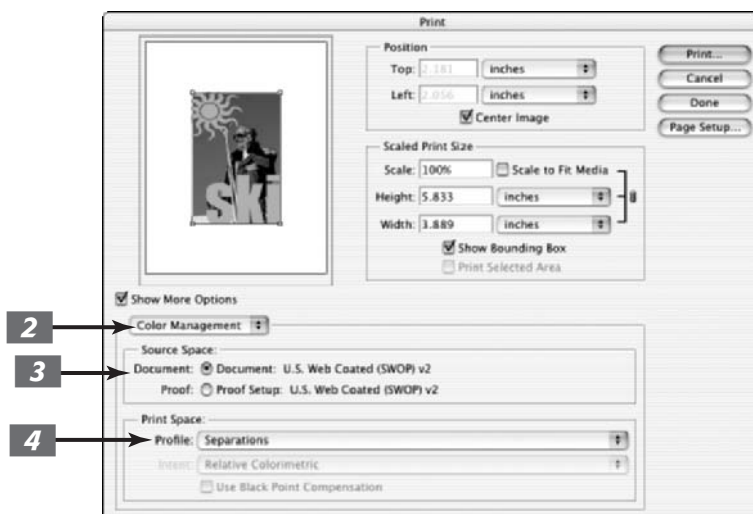 Print
Position
Top: 2.181 inches
Left: 2.056 inches
Center Image
Print...
Cancel
Done
Page Setup...
Scaled Print Size
Scale: 100% Scale to Fit Media
Height: 5.833 inches
Width: 3.889 inches
Show Bounding Box
Print Selected Area
ski
Show More Options
2 Color Management
Source Space:
3 Document: Document: U.S. Web Coated (SWOP) v2
Proof: Proof Setup: U.S. Web Coated (SWOP) v2
Print Space:
4 Profile: Separations
Intent: Relative Colorimetric
Use Black Point Compensation